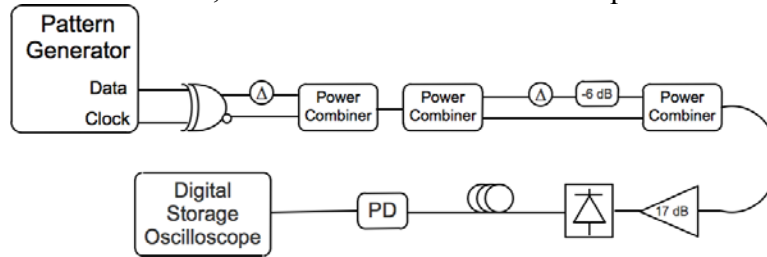 Pattern
Generator
Data
Clock
Δ
Power
Combiner
Power
Combiner
Δ
-6 dB
Power
Combiner
Digital
Storage
Oscilloscope
PD
17 dB